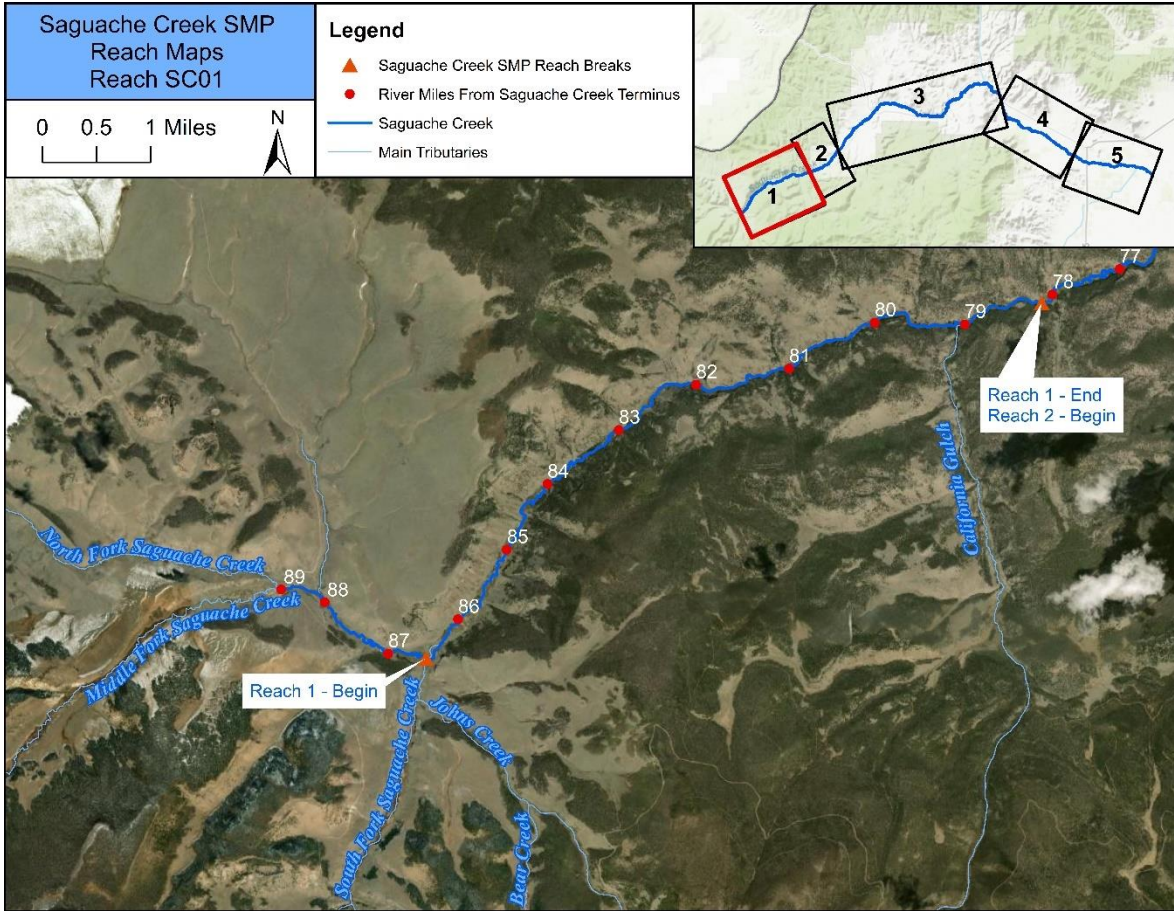 Saguache Creek SMP
Reach Maps
Reach SC01
0 0.5 1 Miles
N
Legend
Saguache Creek SMP Reach Breaks
River Miles From Saguache Creek Terminus
Saguache Creek
Main Tributaries
1
2
3
4
5
77
78
79
80
81
82
83
84
85
86
87
88
89
Reach 1 - End
Reach 2 - Begin
California Gulch
North Fork Saguache Creek
Middle Fork Saguache Creek
Reach 1 - Begin
South Fork Saguache Creek
Johns Creek
Bear Creek